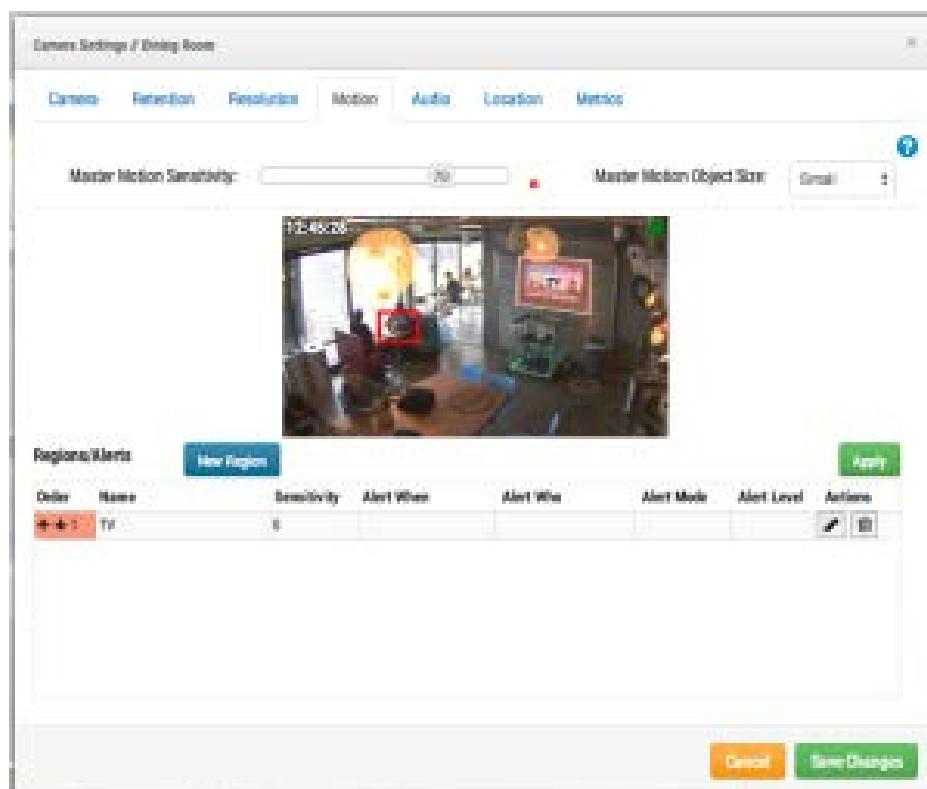 Camera Settings / Dining Room
Camera Retention Resolution Motion Audio Location Metrics
Master Motion Sensitivity: Master Motion Object Size: Small
Regions/Alerts New Region Apply
Order Name Sensitivity Alert When Alert Who Alert Mode Alert Level Actions
1 TV 0
Cancel Save Changes